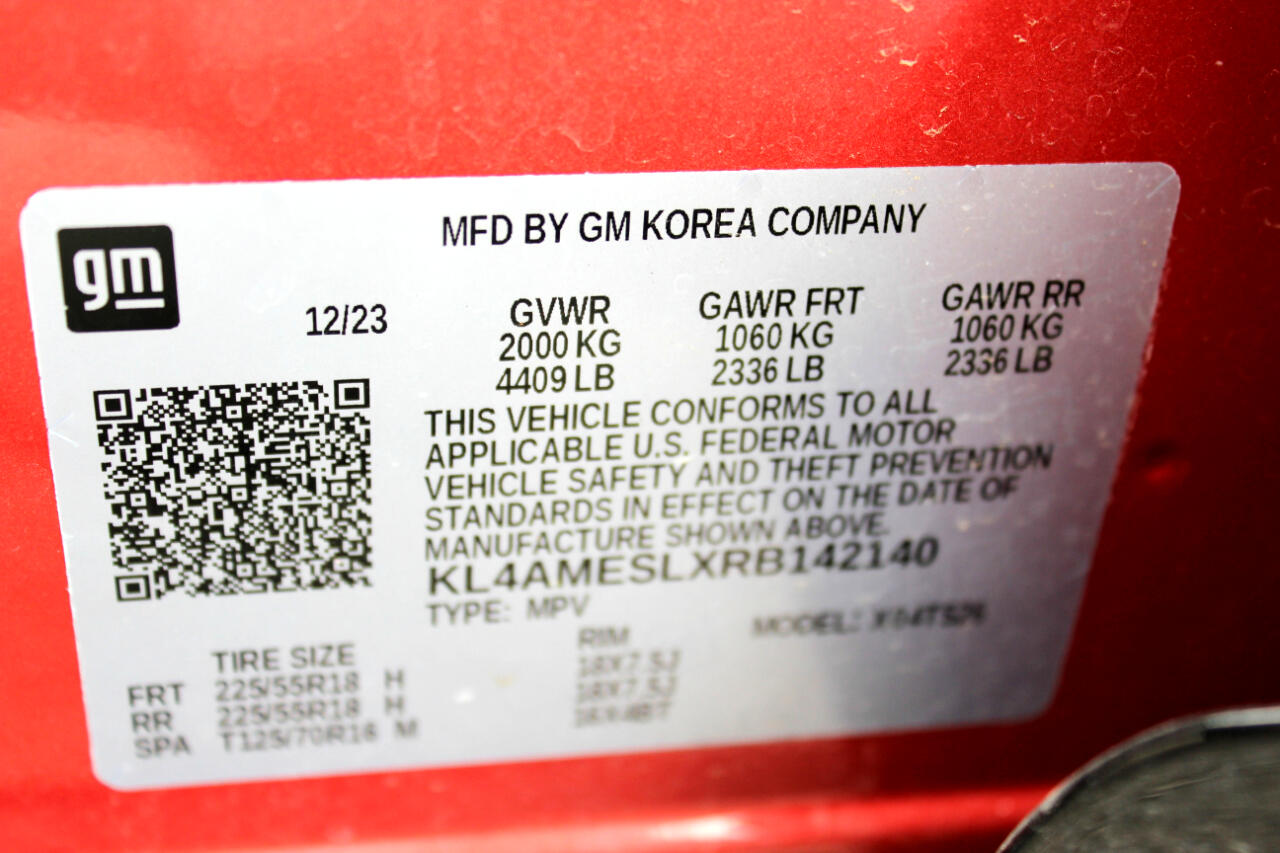 gm
MFD BY GM KOREA COMPANY
12/23
GVWR GAWR FRT GAWR RR
2000 KG 1060 KG 1060 KG
4409 LB 2336 LB 2336 LB
THIS VEHICLE CONFORMS TO ALL
APPLICABLE U.S. FEDERAL MOTOR
VEHICLE SAFETY AND THEFT PREVENTION
STANDARDS IN EFFECT ON THE DATE OF
MANUFACTURE SHOWN ABOVE.
KL4AMESLXRB142140
TYPE: MPV MODEL:
TIRE SIZE RIM
FRT 225/55R18 H 18X7.5J
RR 225/55R18 H 18X7.5J
SPA T125/70R16 M